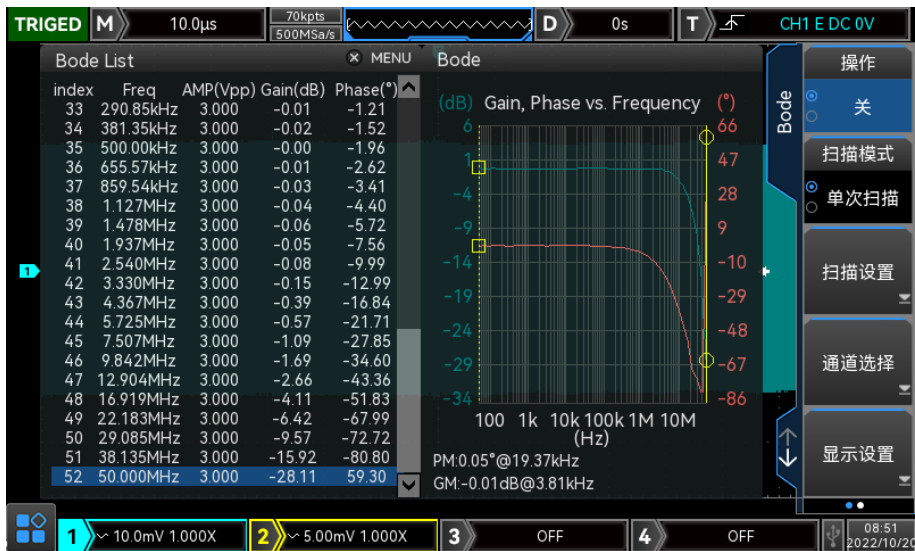 TRIGED M 10.0μs 70kpts 500MSa/s D 0s T CH1 E DC 0V
Bode List MENU
index Freq AMP(Vpp) Gain(dB) Phase(°)
33 290.85kHz 3.000 -0.01 -1.21
34 381.35kHz 3.000 -0.02 -1.52
35 500.00kHz 3.000 -0.00 -1.96
36 655.57kHz 3.000 -0.01 -2.62
37 859.54kHz 3.000 -0.03 -3.41
38 1.127MHz 3.000 -0.04 -4.40
39 1.478MHz 3.000 -0.06 -5.72
40 1.937MHz 3.000 -0.05 -7.56
41 2.540MHz 3.000 -0.08 -9.99
42 3.330MHz 3.000 -0.15 -12.99
43 4.367MHz 3.000 -0.39 -16.84
44 5.725MHz 3.000 -0.57 -21.71
45 7.507MHz 3.000 -1.09 -27.85
46 9.842MHz 3.000 -1.69 -34.60
47 12.904MHz 3.000 -2.66 -43.36
48 16.919MHz 3.000 -4.11 -51.83
49 22.183MHz 3.000 -6.42 -67.99
50 29.085MHz 3.000 -9.57 -72.72
51 38.135MHz 3.000 -15.92 -80.80
52 50.000MHz 3.000 -28.11 59.30
Bode
(dB) Gain, Phase vs. Frequency (°)
6 66
1 47
-4 28
-9 9
-14 -10
-19 -29
-24 -48
-29 -67
-34 -86
100 1k 10k 100k 1M 10M
(Hz)
PM:0.05°@19.37kHz
GM:-0.01dB@3.81kHz
Bode
操作
关
扫描模式
单次扫描
扫描设置
通道选择
显示设置
1
1 10.0mV 1.000X 2 5.00mV 1.000X 3 OFF 4 OFF
08:51
2022/10/20